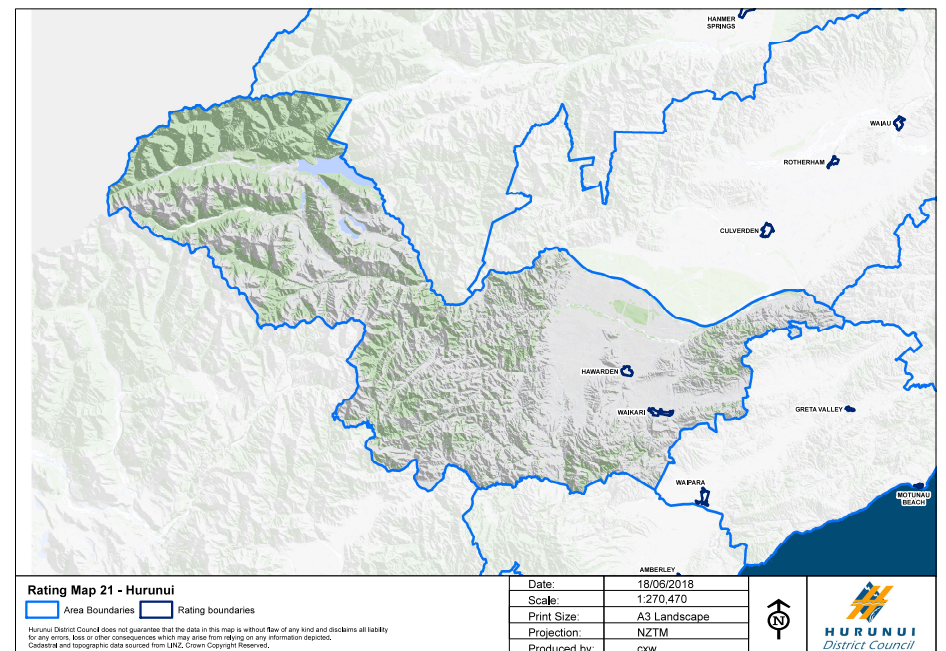 HANMER
SPRINGS
WAIAU
ROTHERHAM
CULVERDEN
HAWARDEN
WAIKARI
GRETA VALLEY
WAIPARA
MOTUNAU
BEACH
AMBERLEY
Rating Map 21 - Hurunui
Area Boundaries Rating boundaries
Hurunui District Council does not guarantee that the data in this map is without flaw of any kind and disclaims all liability
for any errors, loss or other consequences which may arise from relying on any information depicted.
Cadastral and topographic data sourced from LINZ, Crown Copyright Reserved.
Date: 18/06/2018
Scale: 1:270,470
Print Size: A3 Landscape
Projection: NZTM
Produced by: cxw
N
HURUNUI
District Council